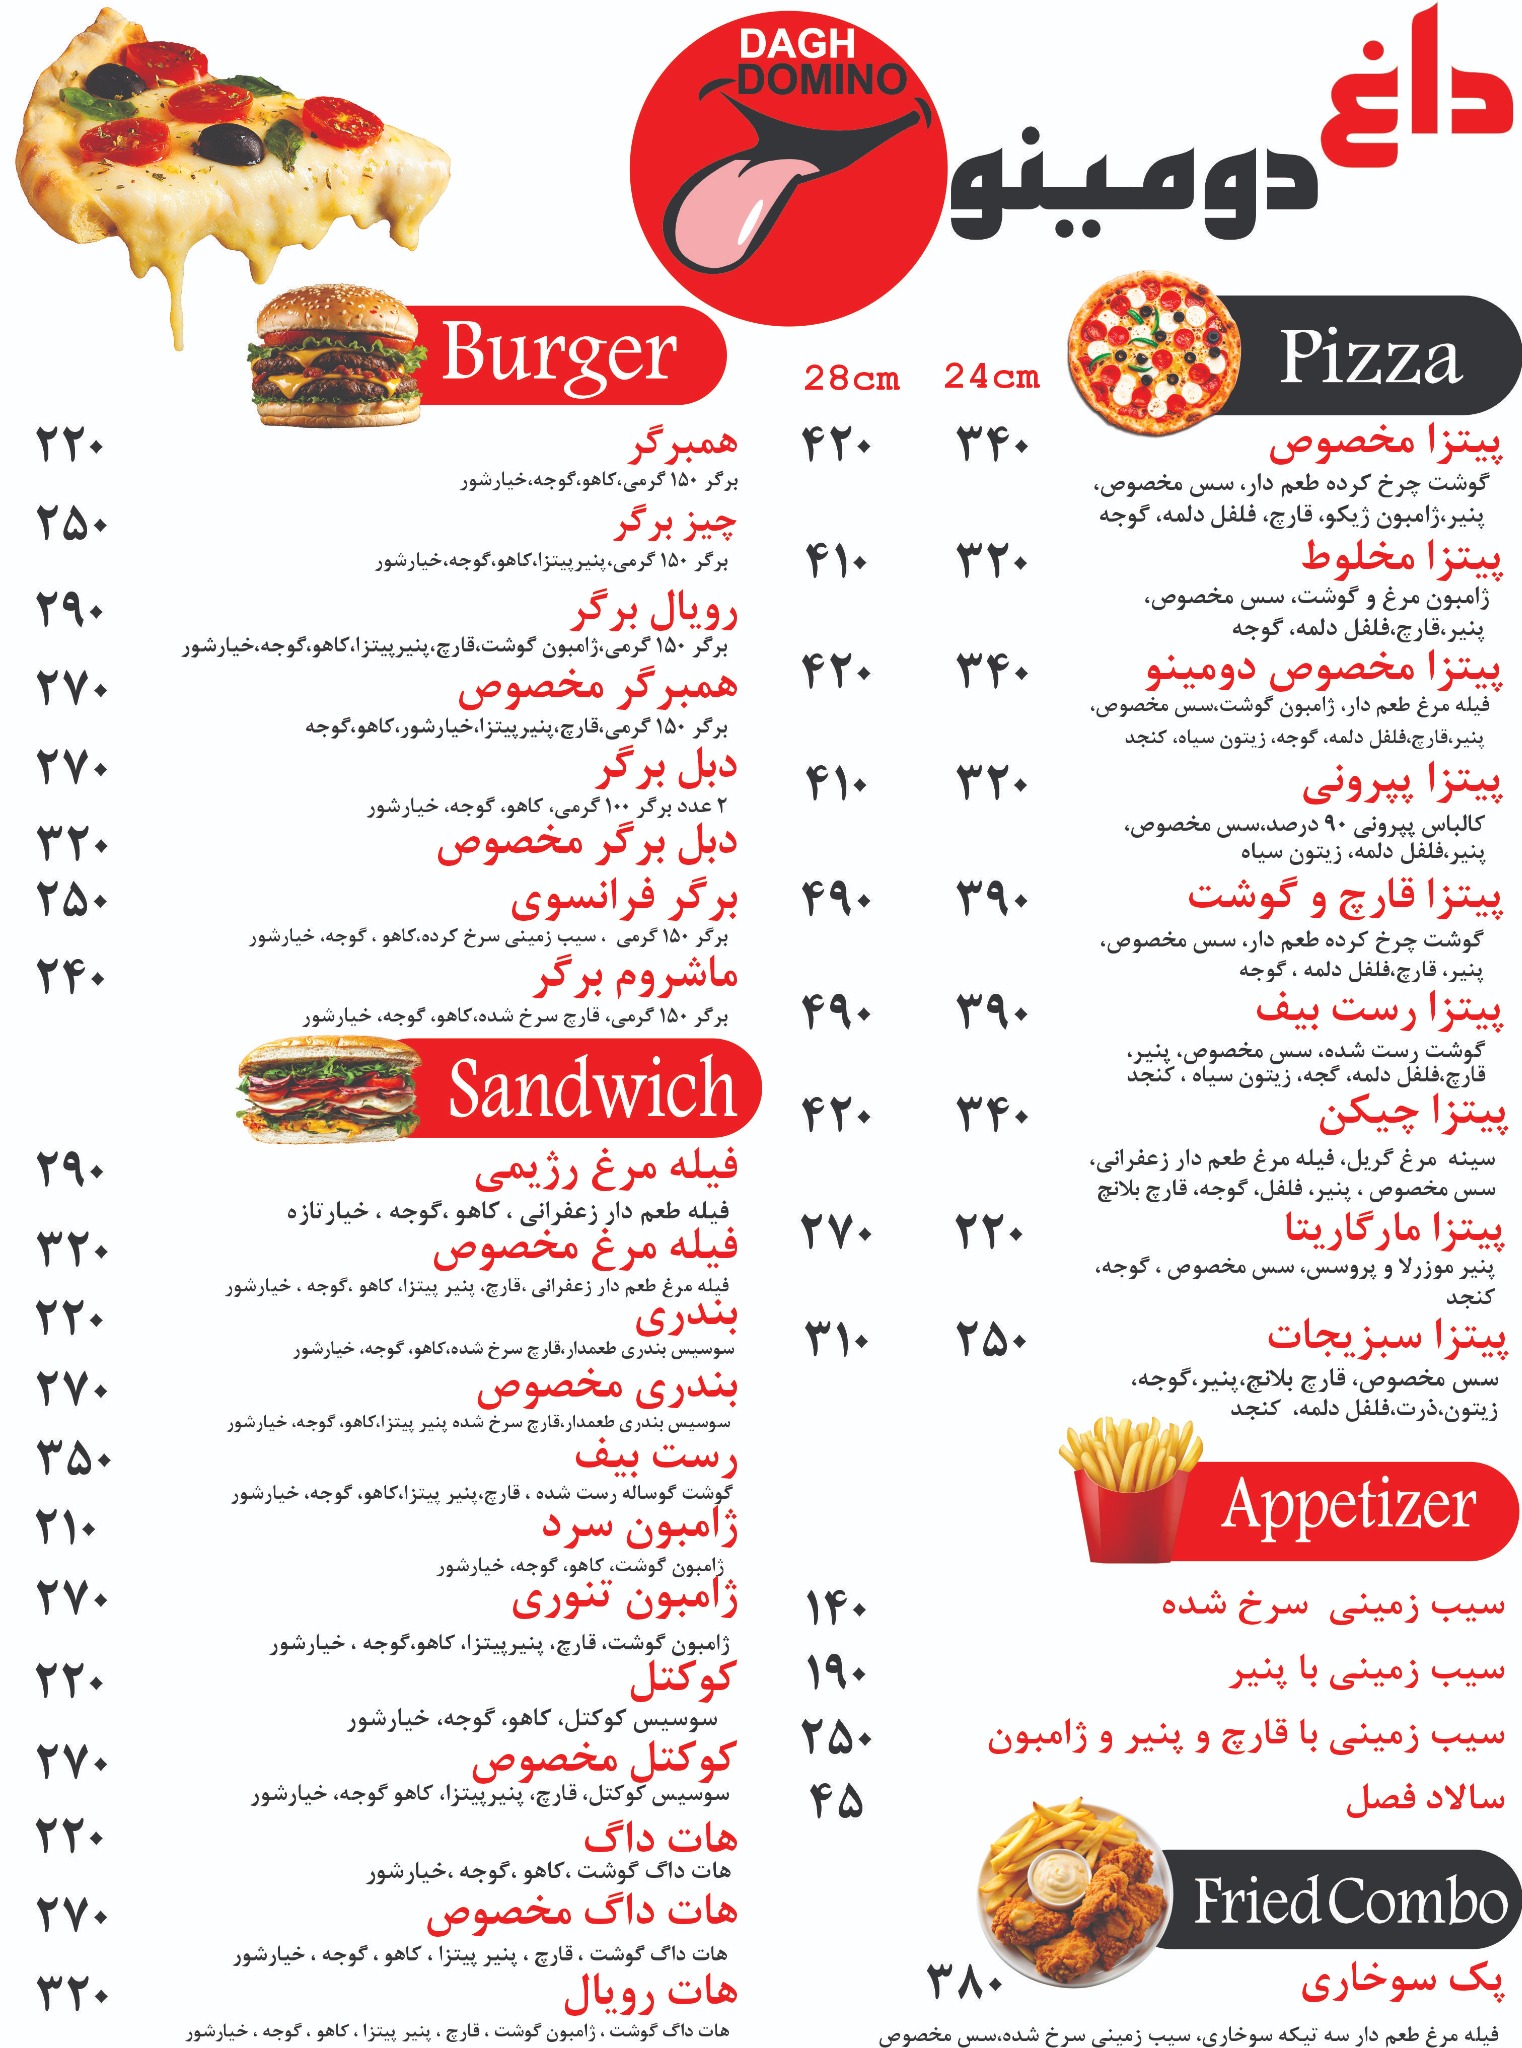 داغ
دومینو
DAGH
DOMINO
Pizza
24cm
28cm
پیتزا مخصوص ۳۴۰ ۴۲۰
گوشت چرخ کرده طعم دار، سس مخصوص،
پنیر،ژامبون ژیکو، قارچ، فلفل دلمه، گوجه
پیتزا مخلوط ۳۲۰ ۴۱۰
ژامبون مرغ و گوشت، سس مخصوص،
پنیر،قارچ،فلفل دلمه، گوجه
پیتزا مخصوص دومینو ۳۴۰ ۴۲۰
فیله مرغ طعم دار، ژامبون گوشت،سس مخصوص،
پنیر،قارچ،فلفل دلمه، گوجه، زیتون سیاه، کنجد
پیتزا پپرونی ۳۲۰ ۴۱۰
کالباس پپرونی ۹۰ درصد،سس مخصوص،
پنیر،فلفل دلمه، زیتون سیاه
پیتزا قارچ و گوشت ۳۹۰ ۴۹۰
گوشت چرخ کرده طعم دار، سس مخصوص،
پنیر، قارچ،فلفل دلمه ، گوجه
پیتزا رست بیف ۳۹۰ ۴۹۰
گوشت رست شده، سس مخصوص، پنیر،
قارچ،فلفل دلمه، گجه، زیتون سیاه ، کنجد
پیتزا چیکن ۳۴۰ ۴۲۰
سینه مرغ گریل، فیله مرغ طعم دار زعفرانی،
سس مخصوص ، پنیر، فلفل، گوجه، قارچ بلانچ
پیتزا مارگاریتا ۲۲۰ ۲۷۰
پنیر موزرلا و پروسس، سس مخصوص ، گوجه،
کنجد
پیتزا سبزیجات ۲۵۰ ۳۱۰
سس مخصوص، قارچ بلانچ،پنیر،گوجه،
زیتون،ذرت،فلفل دلمه، کنجد
Appetizer
سیب زمینی سرخ شده ۱۴۰
سیب زمینی با پنیر ۱۹۰
سیب زمینی با قارچ و پنیر و ژامبون ۲۵۰
سالاد فصل ۴۵
Fried Combo
پک سوخاری ۳۸۰
فیله مرغ طعم دار سه تیکه سوخاری، سیب زمینی سرخ شده،سس مخصوص
Burger
همبرگر ۲۲۰
برگر ۱۵۰ گرمی،کاهو،گوجه،خیارشور
چیز برگر ۲۵۰
برگر ۱۵۰ گرمی،پنیرپیتزا،کاهو،گوجه،خیارشور
رویال برگر ۲۹۰
برگر ۱۵۰ گرمی،ژامبون گوشت،قارچ،پنیرپیتزا،کاهو،گوجه،خیارشور
همبرگر مخصوص ۲۷۰
برگر ۱۵۰ گرمی،قارچ،پنیرپیتزا،خیارشور،کاهو،گوجه
دبل برگر ۲۷۰
۲ عدد برگر ۱۰۰ گرمی، کاهو، گوجه، خیارشور
دبل برگر مخصوص ۳۲۰
برگر فرانسوی ۲۵۰
برگر ۱۵۰ گرمی ، سیب زمینی سرخ کرده،کاهو ، گوجه، خیارشور
ماشروم برگر ۲۴۰
برگر ۱۵۰ گرمی، قارچ سرخ شده،کاهو، گوجه، خیارشور
Sandwich
فیله مرغ رژیمی ۲۹۰
فیله طعم دار زعفرانی ، کاهو ،گوجه ، خیارتازه
فیله مرغ مخصوص ۳۲۰
فیله مرغ طعم دار زعفرانی ،قارچ، پنیر پیتزا، کاهو ،گوجه ، خیارشور
بندری ۲۲۰
سوسیس بندری طعمدار،قارچ سرخ شده،کاهو، گوجه، خیارشور
بندری مخصوص ۲۷۰
سوسیس بندری طعمدار،قارچ سرخ شده پنیر پیتزا،کاهو، گوجه، خیارشور
رست بیف ۳۵۰
گوشت گوساله رست شده ، قارچ،پنیر پیتزا،کاهو، گوجه، خیارشور
ژامبون سرد ۲۱۰
ژامبون گوشت، کاهو، گوجه، خیارشور
ژامبون تنوری ۲۷۰
ژامبون گوشت، قارچ، پنیرپیتزا، کاهو،گوجه ، خیارشور
کوکتل ۲۲۰
سوسیس کوکتل، کاهو، گوجه، خیارشور
کوکتل مخصوص ۲۷۰
سوسیس کوکتل، قارچ، پنیرپیتزا، کاهو گوجه، خیارشور
هات داگ ۲۲۰
هات داگ گوشت ،کاهو ،گوجه ،خیارشور
هات داگ مخصوص ۲۷۰
هات داگ گوشت ، قارچ ، پنیر پیتزا ، کاهو ، گوجه ، خیارشور
هات رویال ۳۲۰
هات داگ گوشت ، ژامبون گوشت ، قارچ ، پنیر پیتزا ، کاهو ، گوجه ، خیارشور